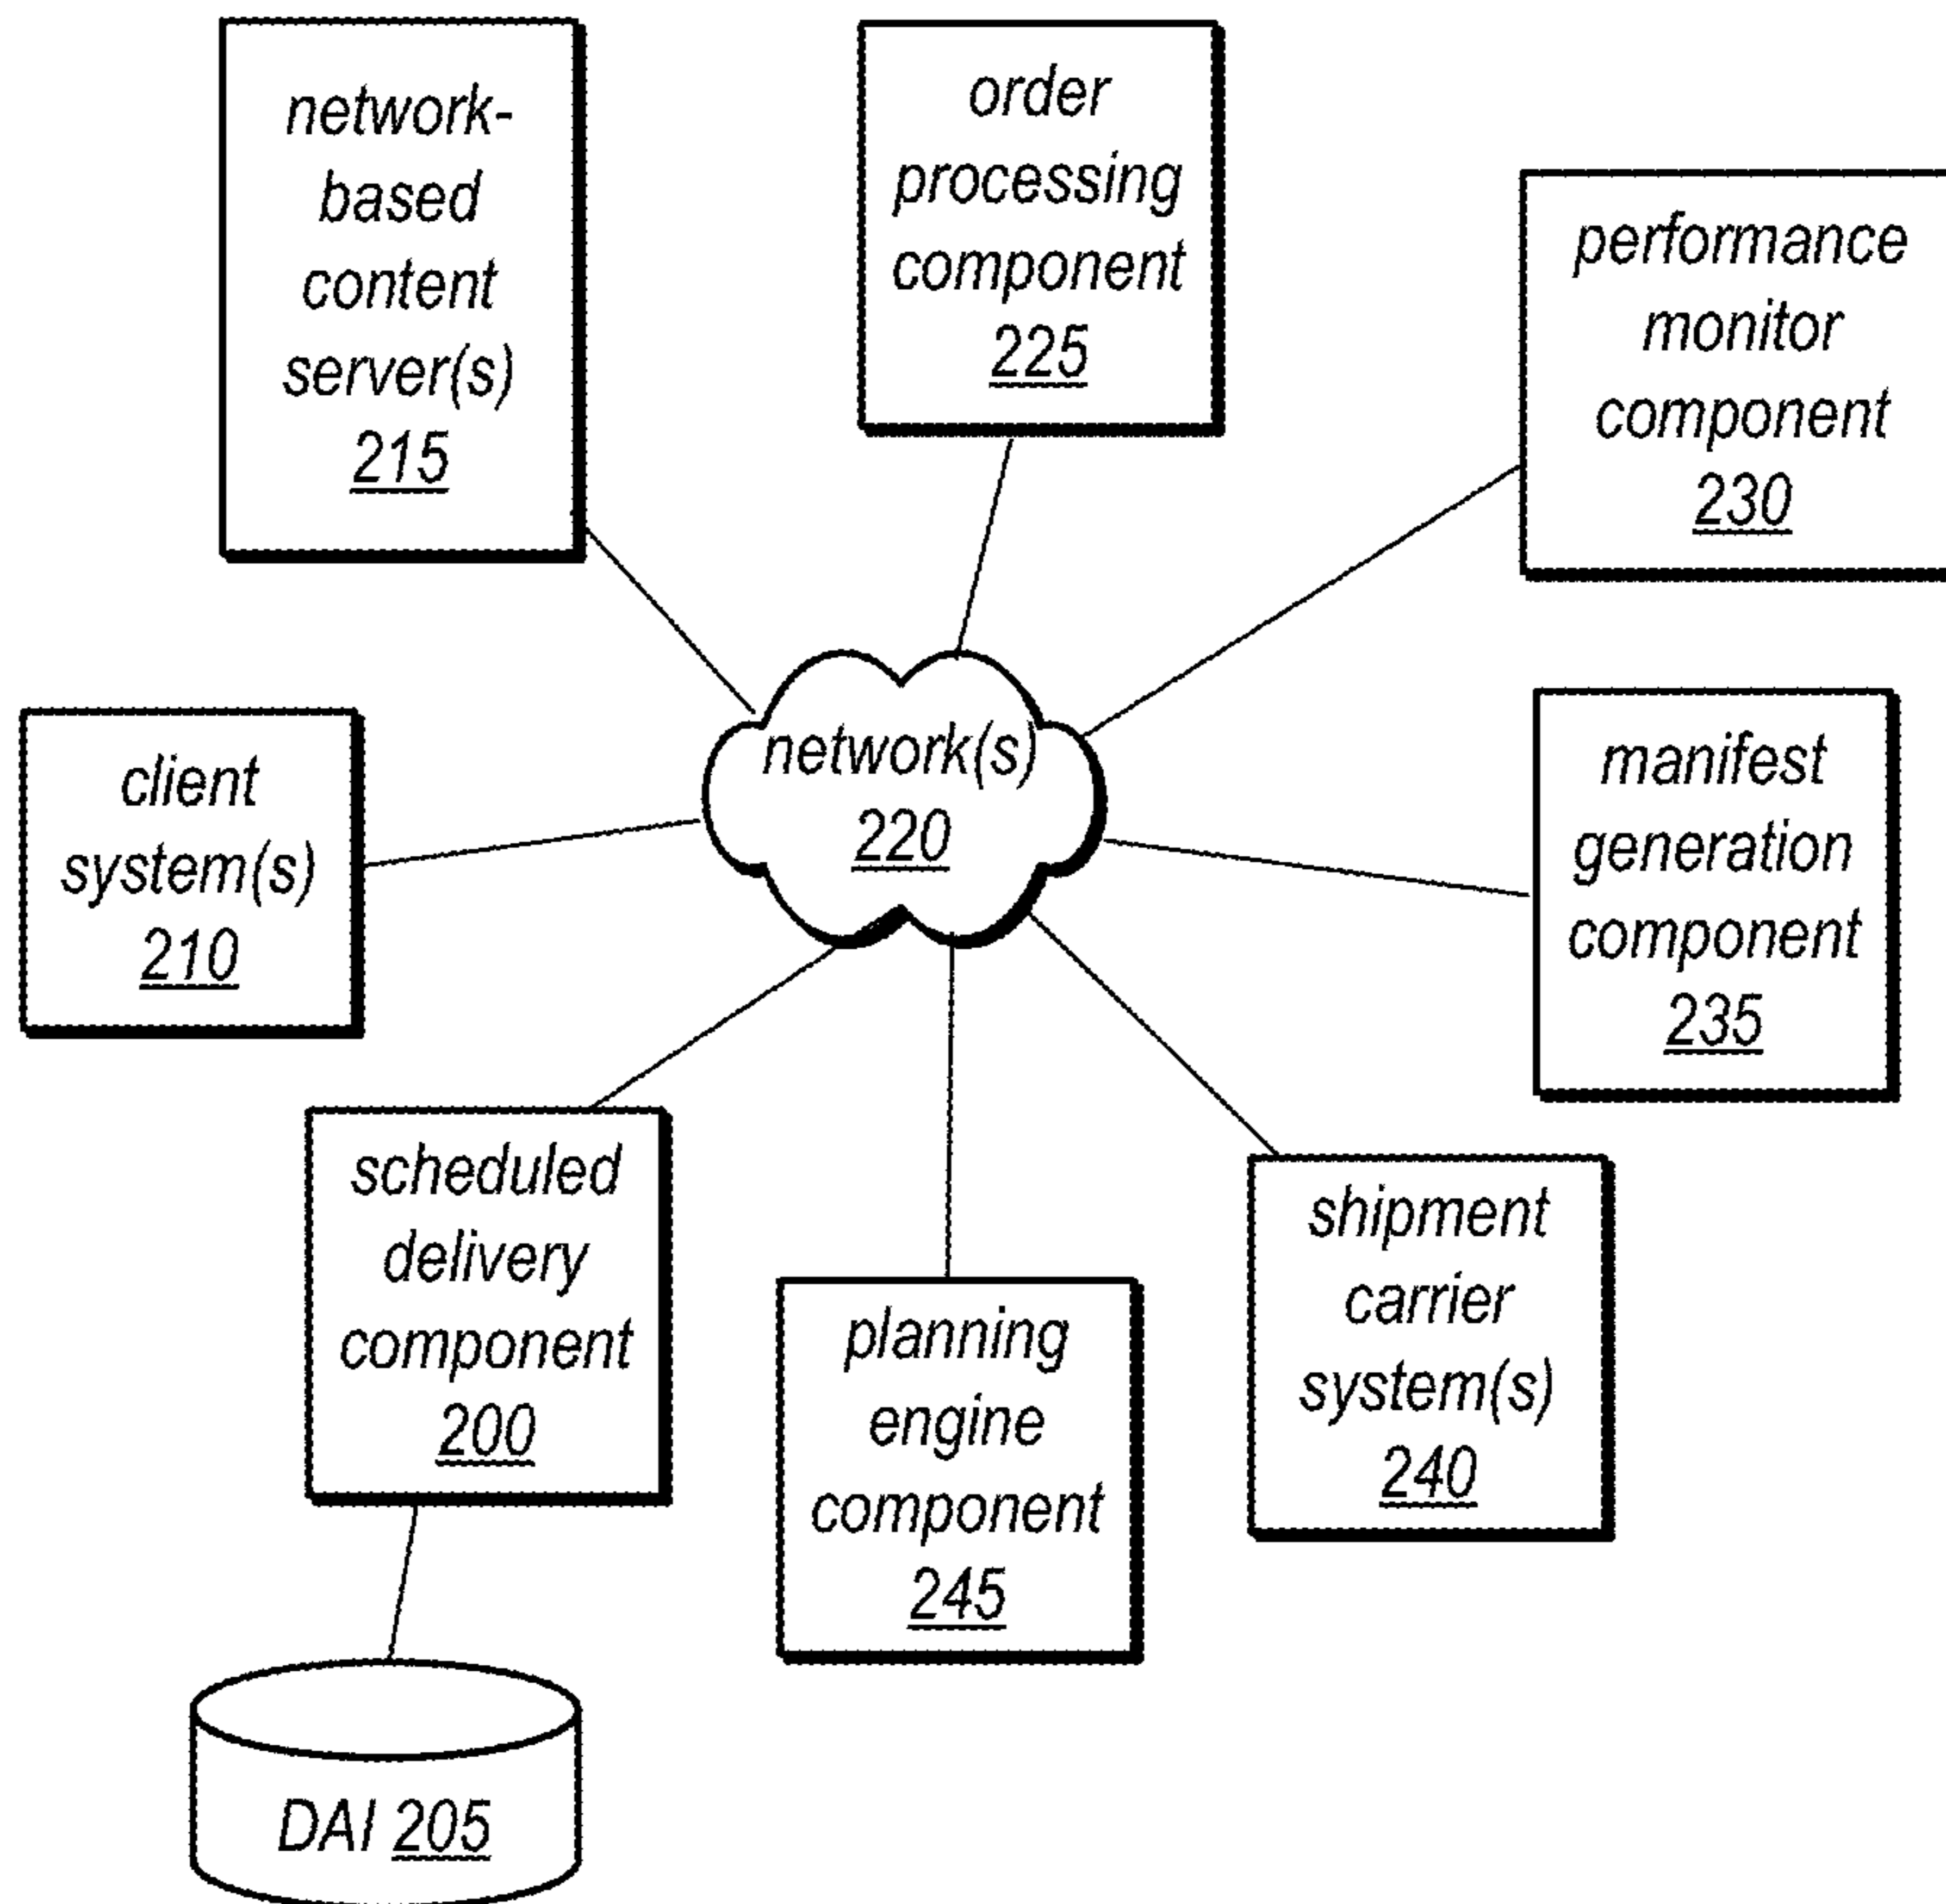 network-
based
content
server(s)
215
order
processing
component
225
performance
monitor
component
230
client
system(s)
210
network(s)
220
manifest
generation
component
235
scheduled
delivery
component
200
planning
engine
component
245
shipment
carrier
system(s)
240
DAI 205